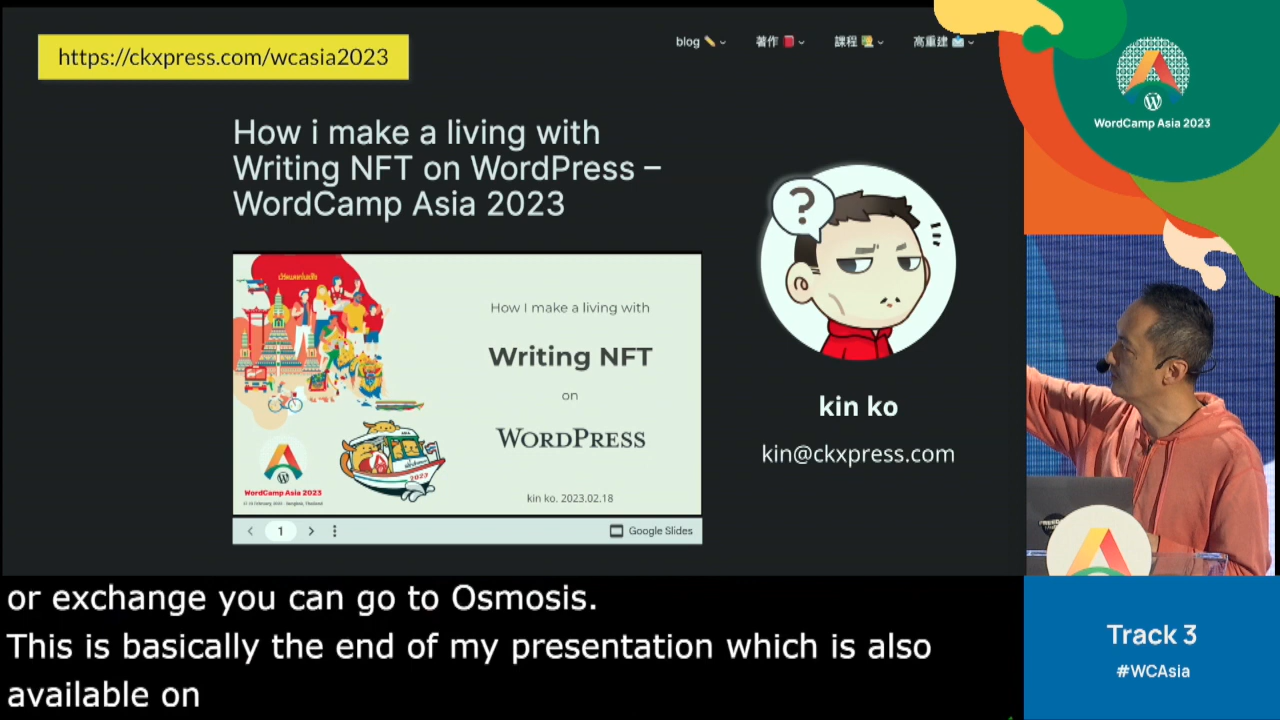 https://ckxpress.com/wcasia2023
blog
著作
課程
高重建
WordCamp Asia 2023
How i make a living with
Writing NFT on WordPress –
WordCamp Asia 2023
How I make a living with
Writing NFT
on
WORDPRESS
WordCamp Asia 2023
2023
kin ko. 2023.02.18
1
Google Slides
?
kin ko
kin@ckxpress.com
or exchange you can go to Osmosis.
This is basically the end of my presentation which is also
available on
Track 3
#WCAsia